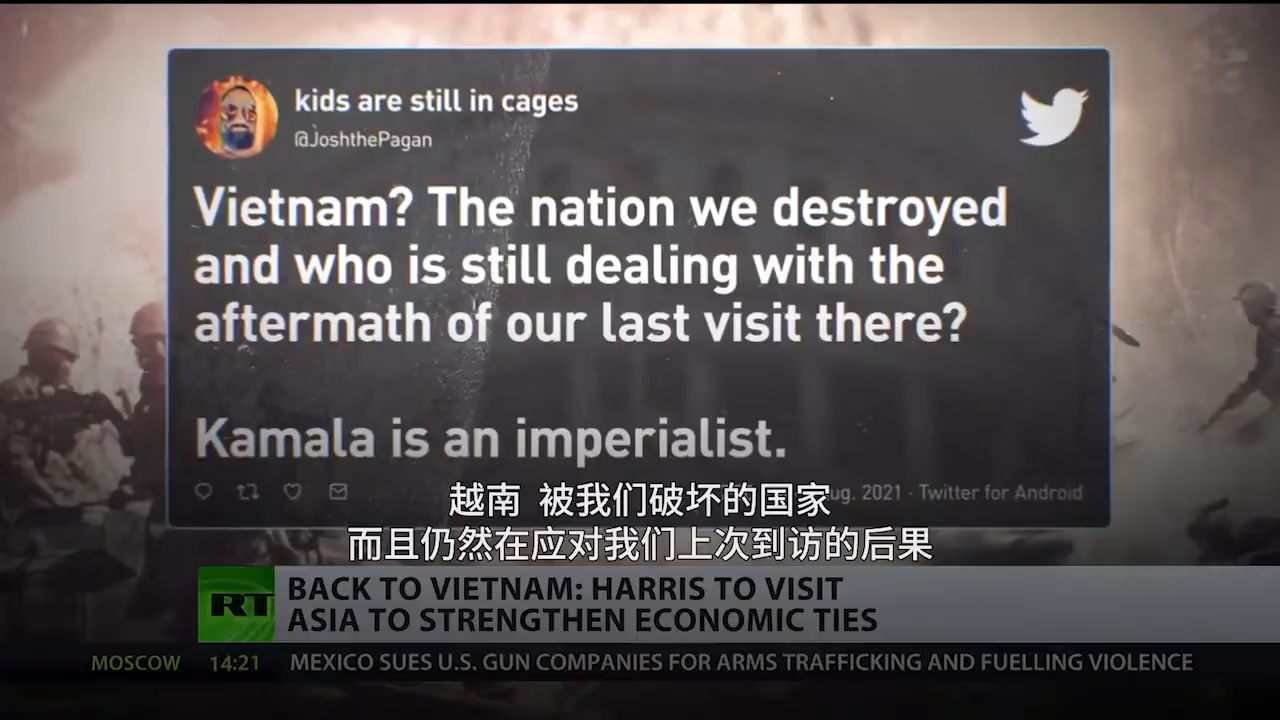 kids are still in cages
@JoshthePagan
Vietnam? The nation we destroyed
and who is still dealing with the
aftermath of our last visit there?
Kamala is an imperialist.
ug. 2021 · Twitter for Android
越南 被我们破坏的国家
而且仍然在应对我们上次到访的后果
RT
BACK TO VIETNAM: HARRIS TO VISIT
ASIA TO STRENGTHEN ECONOMIC TIES
MOSCOW 14:21 MEXICO SUES U.S. GUN COMPANIES FOR ARMS TRAFFICKING AND FUELLING VIOLENCE